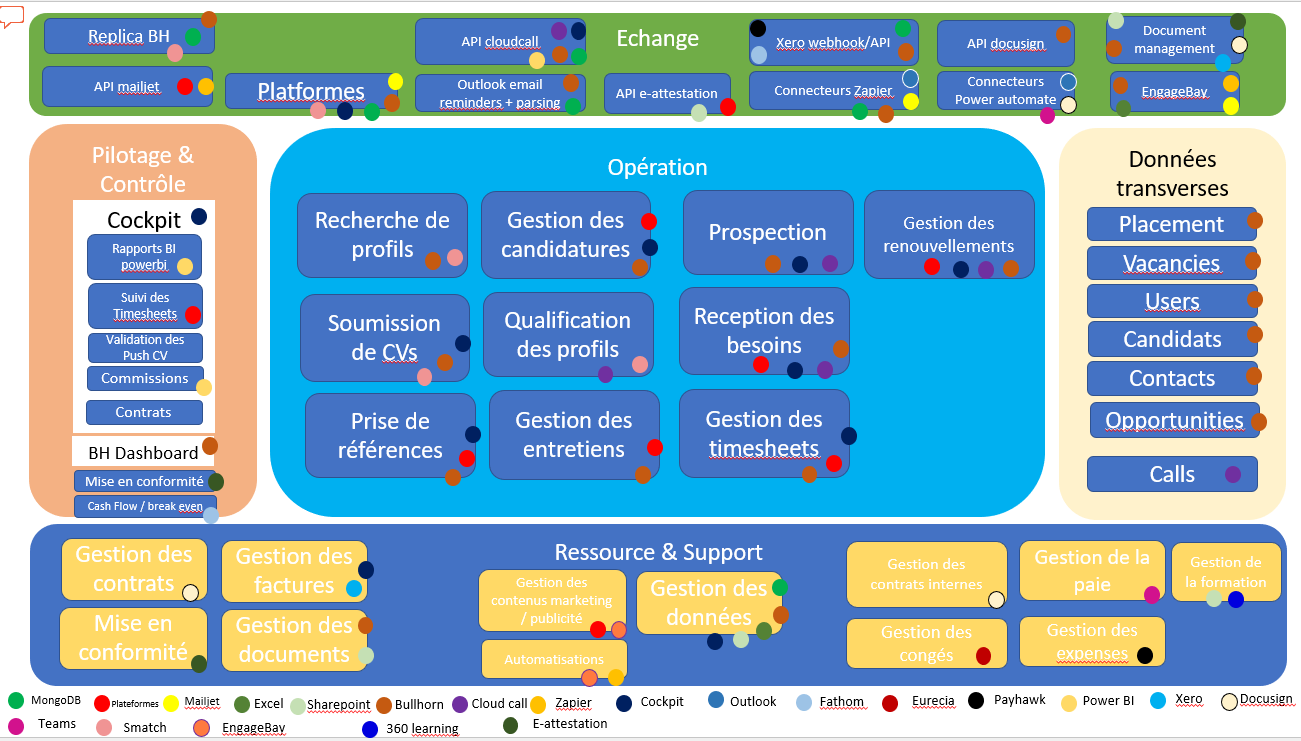 Echange
Replica BH
API cloudcall
Xero webhook/API
API docusign
Document
management
API mailjet
Platformes
Outlook email
reminders + parsing
API e-attestation
Connecteurs Zapier
Connecteurs
Power automate
EngageBay
Pilotage &
Contrôle
Cockpit
Rapports BI
powerbi
Suivi des
Timesheets
Validation des
Push CV
Commissions
Contrats
BH Dashboard
Mise en conformité
Cash Flow / break even
Opération
Recherche de
profils
Gestion des
candidatures
Prospection
Gestion des
renouvellements
Soumission
de CVs
Qualification
des profils
Reception des
besoins
Prise de
références
Gestion des
entretiens
Gestion des
timesheets
Données
transverses
Placement
Vacancies
Users
Candidats
Contacts
Opportunities
Calls
Ressource & Support
Gestion des
contrats
Gestion des
factures
Mise en
conformité
Gestion des
documents
Gestion des
contenus marketing
/ publicité
Automatisations
Gestion des
données
Gestion des
contrats internes
Gestion de la
paie
Gestion de
la formation
Gestion des
congés
Gestion des
expenses
MongoDB
Plateformes
Mailjet
Excel
Sharepoint
Bullhorn
Cloud call
Zapier
Cockpit
Outlook
Fathom
Eurecia
Payhawk
Power BI
Xero
Docusign
Teams
Smatch
EngageBay
360 learning
E-attestation